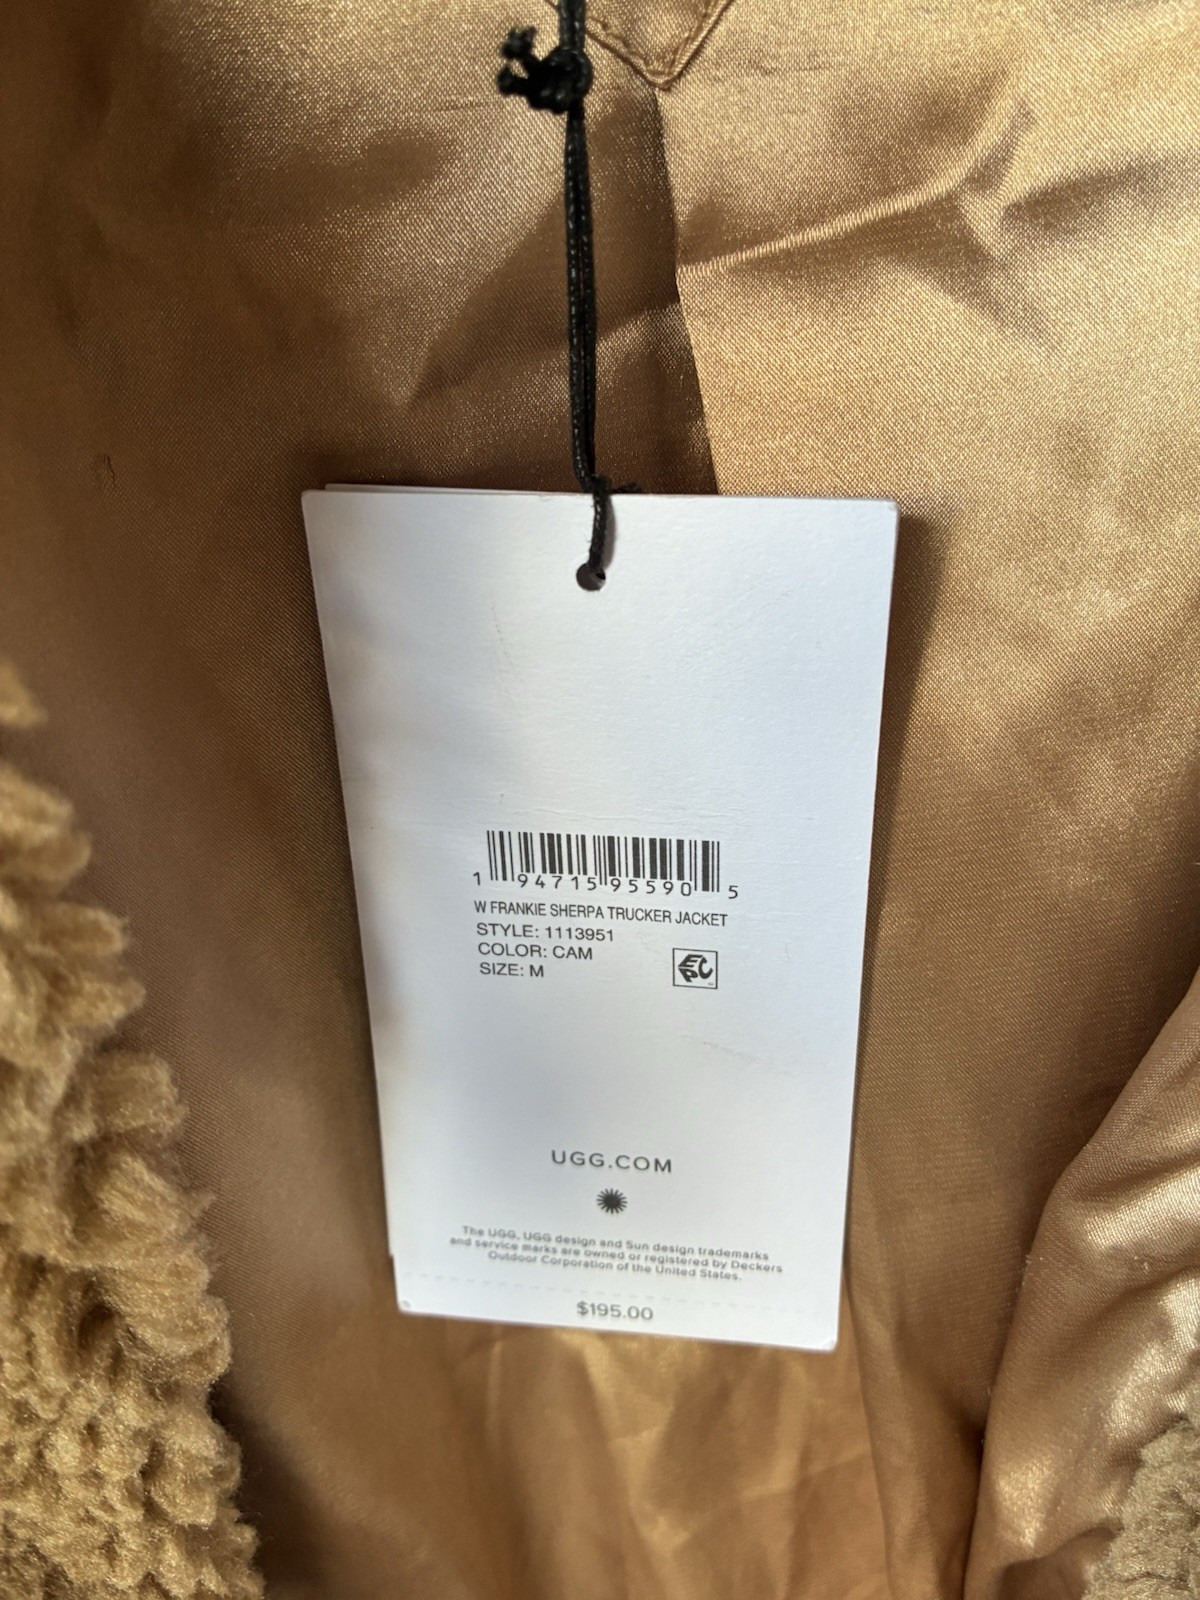 1 94715 95590 5
W FRANKIE SHERPA TRUCKER JACKET
STYLE: 1113951
COLOR: CAM
SIZE: M
EPC
UGG.COM
The UGG, UGG design and Sun design trademarks
and service marks are owned or registered by Deckers
Outdoor Corporation of the United States.
$195.00